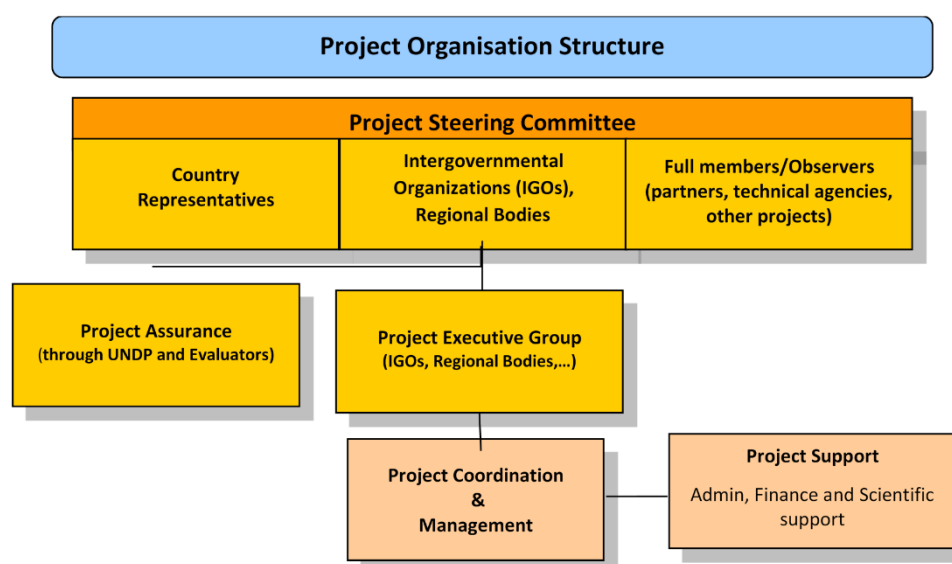 Project Organisation Structure
Project Steering Committee
Country
Representatives
Intergovernmental
Organizations (IGOs),
Regional Bodies
Full members/Observers
(partners, technical agencies,
other projects)
Project Assurance
(through UNDP and Evaluators)
Project Executive Group
(IGOs, Regional Bodies,...)
Project Coordination
&
Management
Project Support
Admin, Finance and Scientific
support